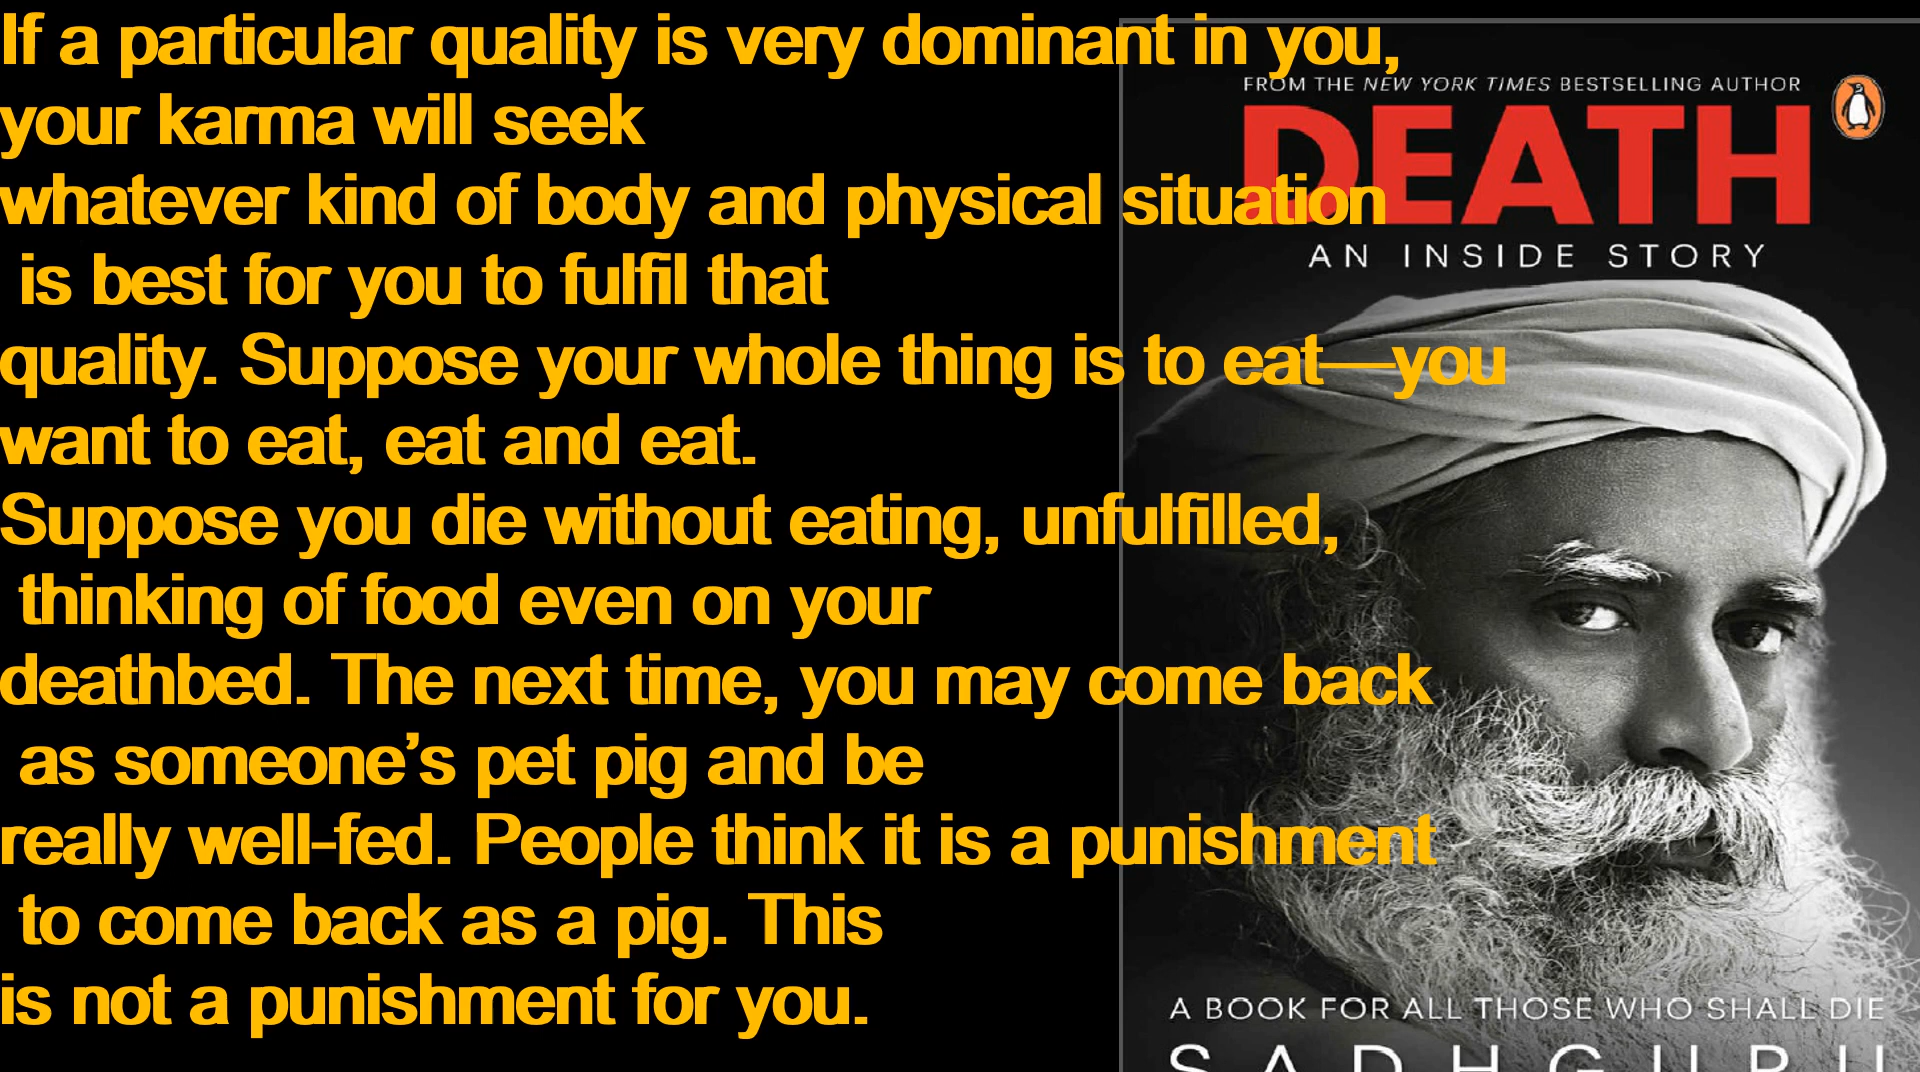 If a particular quality is very dominant in you,
your karma will seek
whatever kind of body and physical situation
is best for you to fulfil that
quality. Suppose your whole thing is to eat—you
want to eat, eat and eat.
Suppose you die without eating, unfulfilled,
thinking of food even on your
deathbed. The next time, you may come back
as someone’s pet pig and be
really well-fed. People think it is a punishment
to come back as a pig. This
is not a punishment for you.
FROM THE NEW YORK TIMES BESTSELLING AUTHOR
DEATH
AN INSIDE STORY
A BOOK FOR ALL THOSE WHO SHALL DIE
SADHGURU